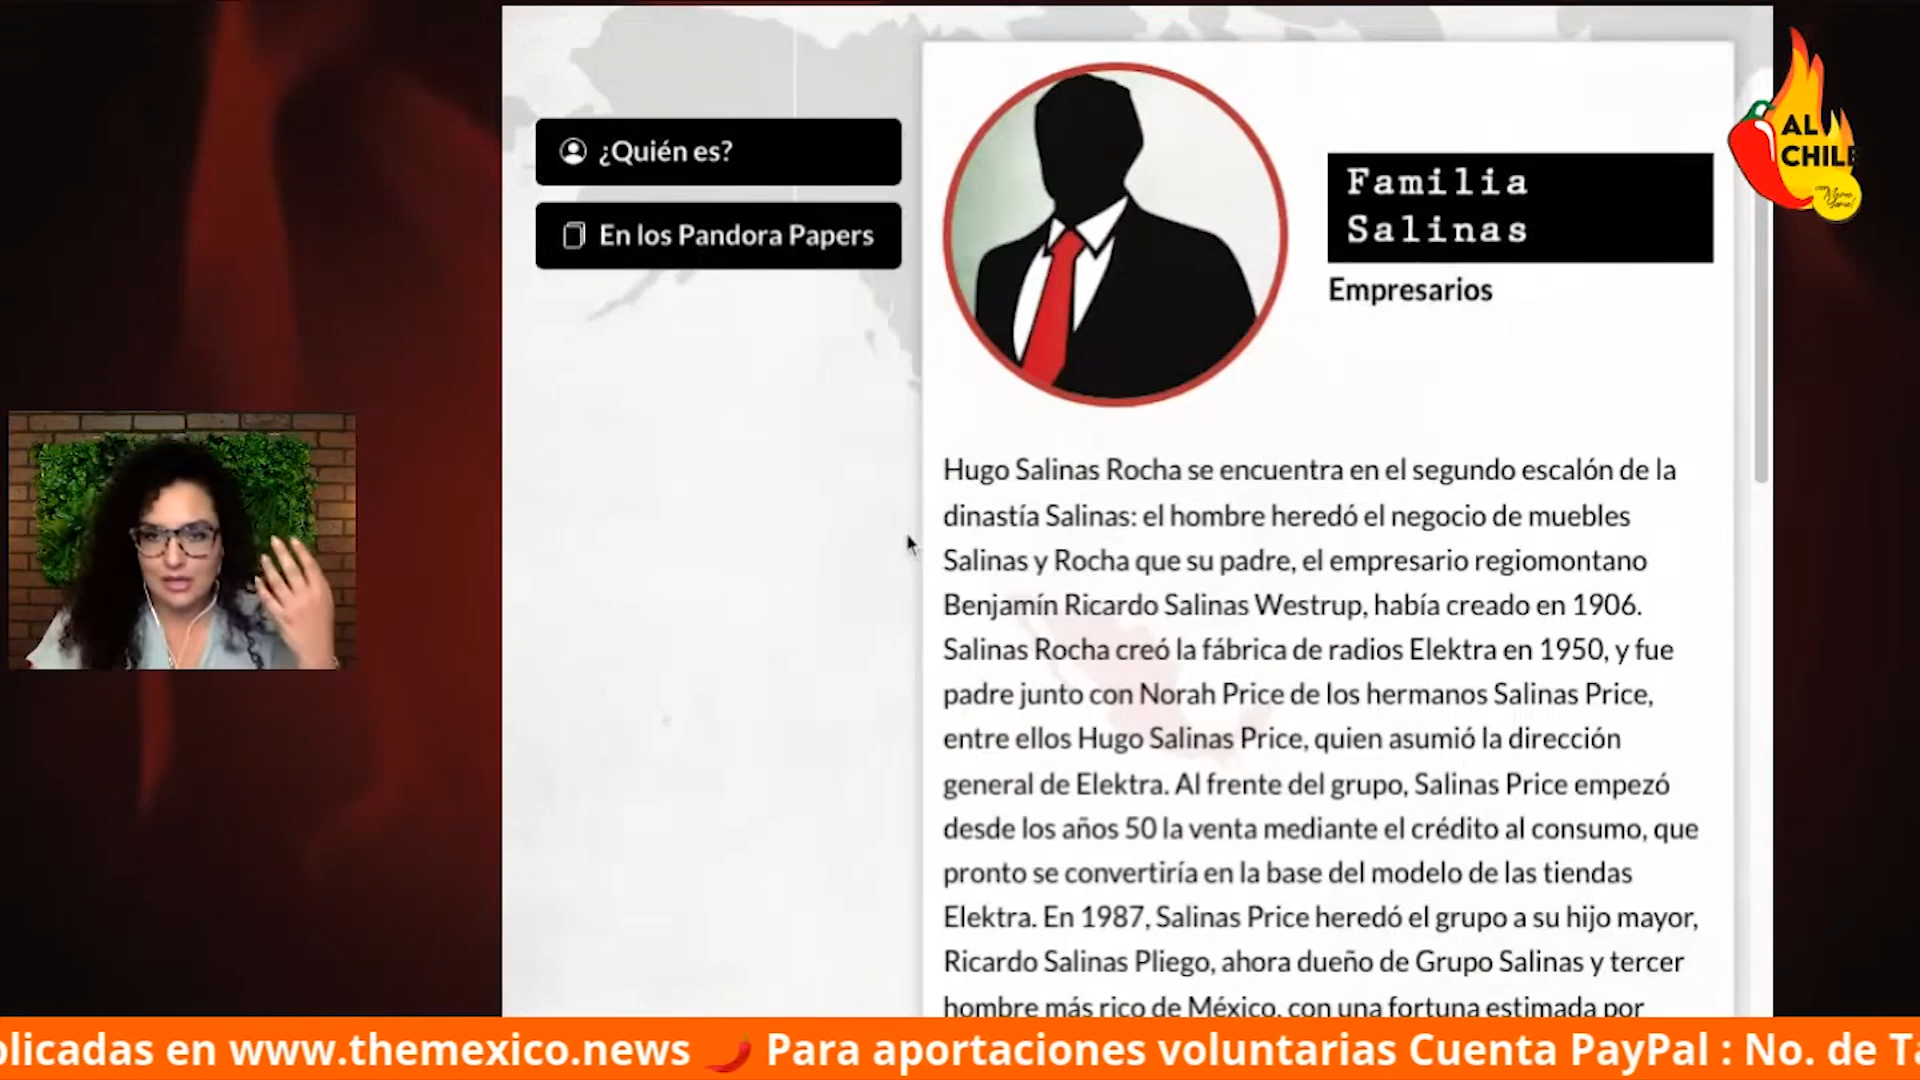 ¿Quién es?
En los Pandora Papers
Familia
Salinas
Empresarios
AL
CHILE
con
Hugo Salinas Rocha se encuentra en el segundo escalón de la
dinastía Salinas: el hombre heredó el negocio de muebles
Salinas y Rocha que su padre, el empresario regiomontano
Benjamín Ricardo Salinas Westrup, había creado en 1906.
Salinas Rocha creó la fábrica de radios Elektra en 1950, y fue
padre junto con Norah Price de los hermanos Salinas Price,
entre ellos Hugo Salinas Price, quien asumió la dirección
general de Elektra. Al frente del grupo, Salinas Price empezó
desde los años 50 la venta mediante el crédito al consumo, que
pronto se convertiría en la base del modelo de las tiendas
Elektra. En 1987, Salinas Price heredó el grupo a su hijo mayor,
Ricardo Salinas Pliego, ahora dueño de Grupo Salinas y tercer
hombre más rico de México, con una fortuna estimada por
blicadas en www.themexico.news Para aportaciones voluntarias Cuenta PayPal : No. de Ta